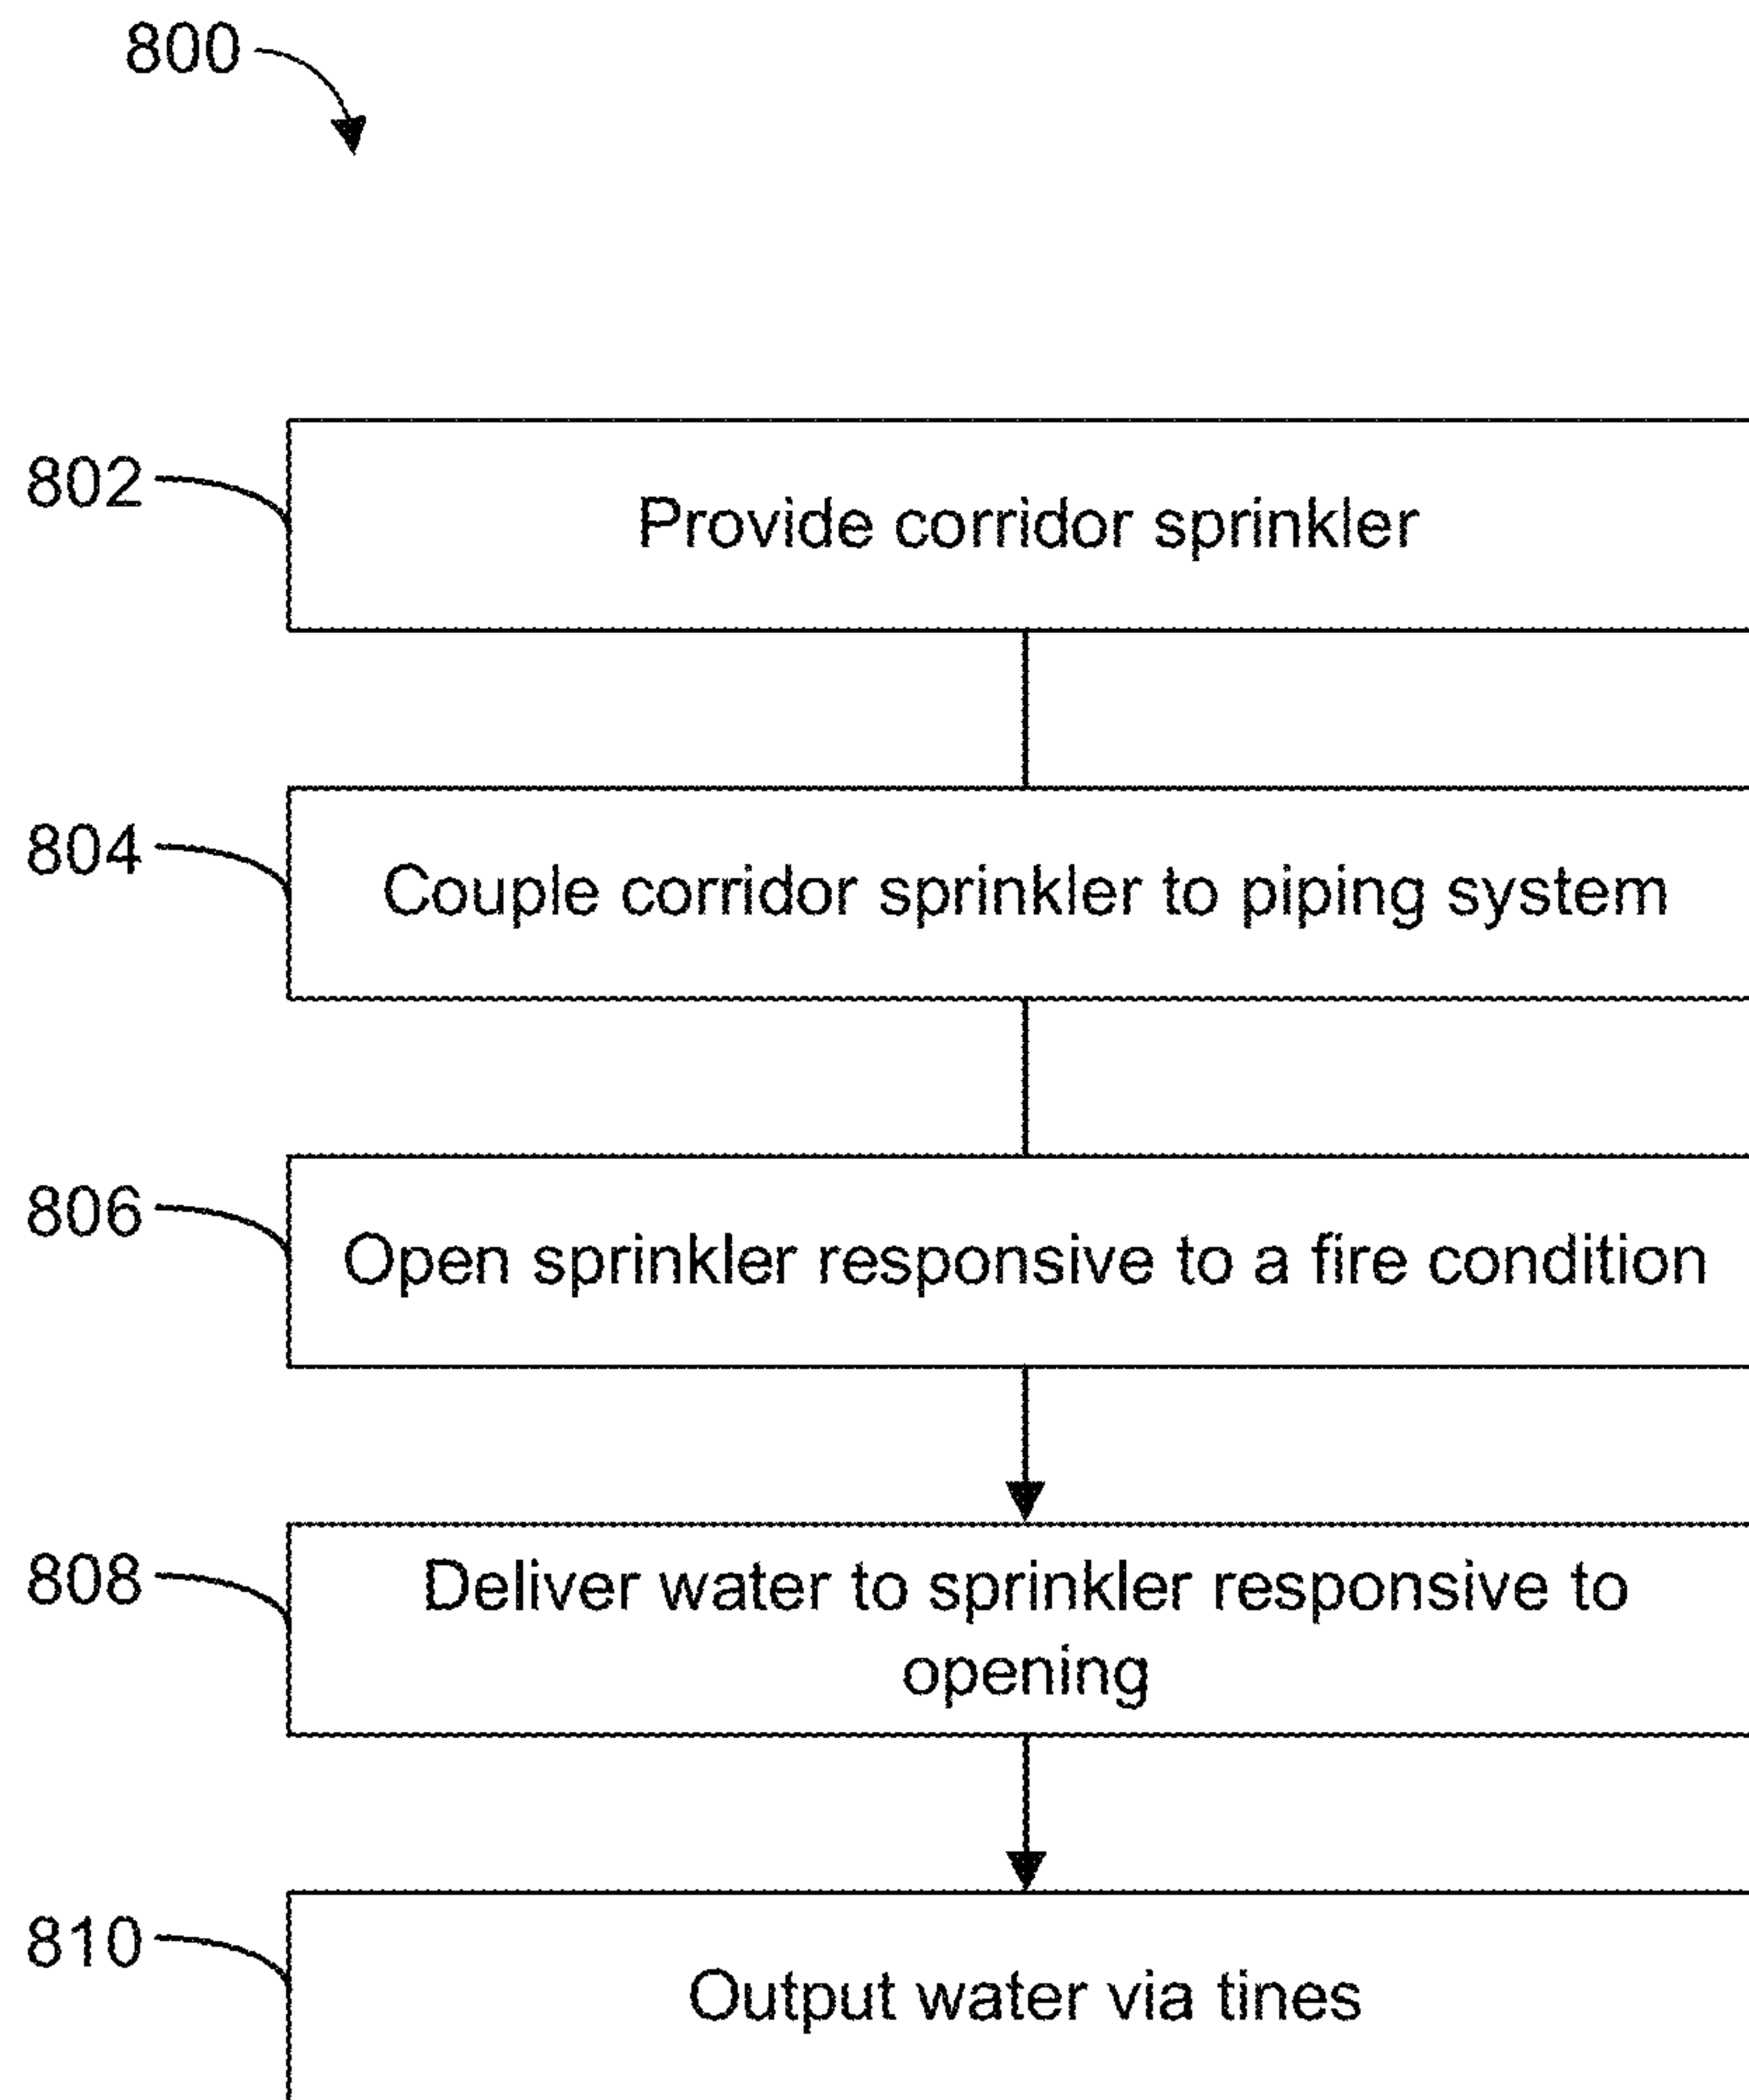 800
802
Provide corridor sprinkler
804
Couple corridor sprinkler to piping system
806
Open sprinkler responsive to a fire condition
808
Deliver water to sprinkler responsive to
opening
810
Output water via tines